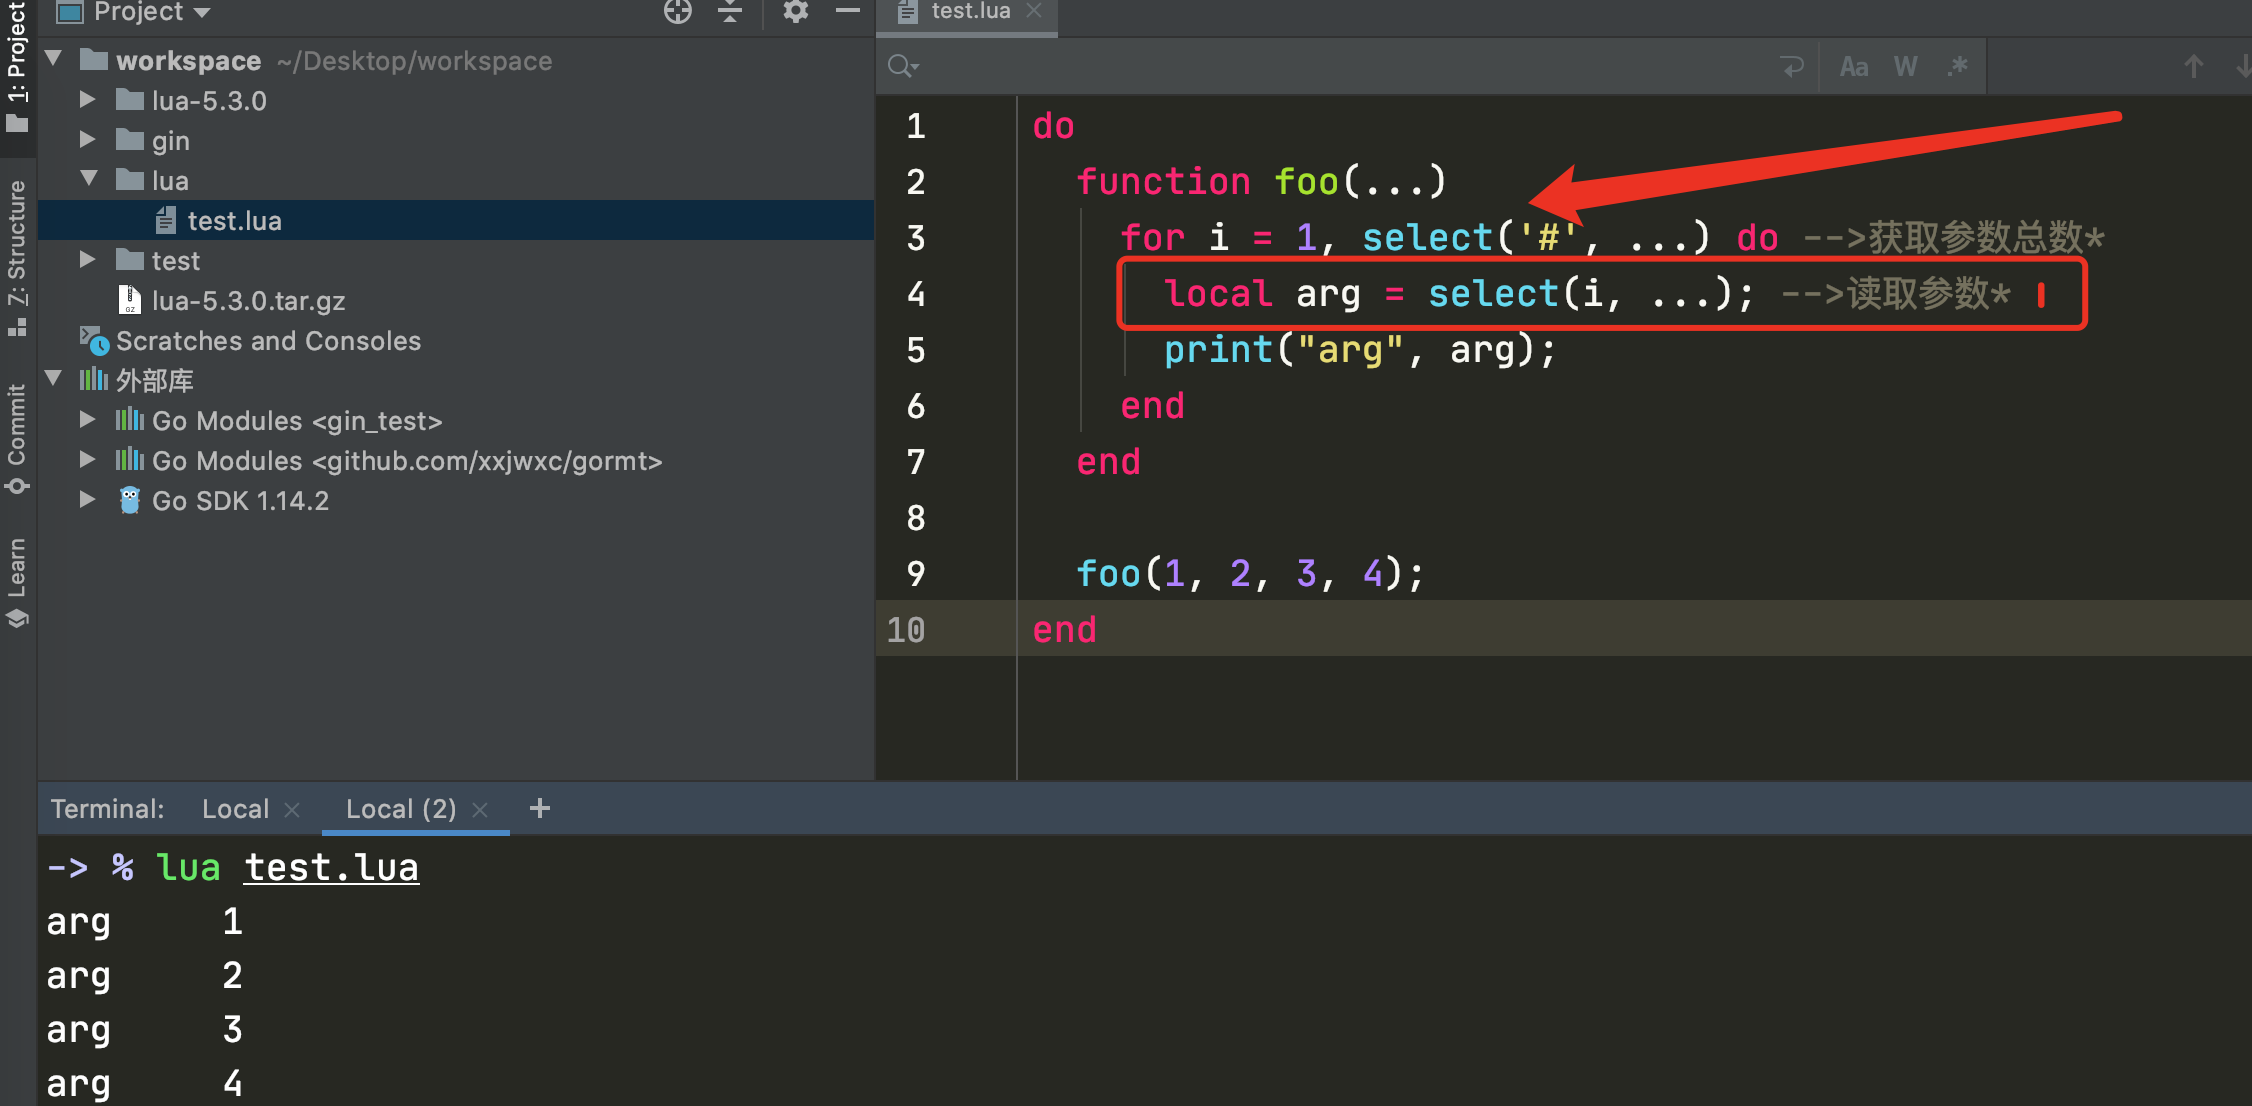 1: Project
7: Structure
Commit
Learn
Project
workspace ~/Desktop/workspace
lua-5.3.0
gin
lua
test.lua
test
lua-5.3.0.tar.gz
Scratches and Consoles
外部库
Go Modules <gin_test>
Go Modules <github.com/xxjwxc/gormt>
Go SDK 1.14.2
test.lua
Aa W .*
1 do
2 function foo(...)
3 for i = 1, select('#', ...) do -->获取参数总数*
4 local arg = select(i, ...); -->读取参数*
5 print("arg", arg);
6 end
7 end
8
9 foo(1, 2, 3, 4);
10 end
Terminal: Local Local (2) +
-> % lua test.lua
arg 1
arg 2
arg 3
arg 4